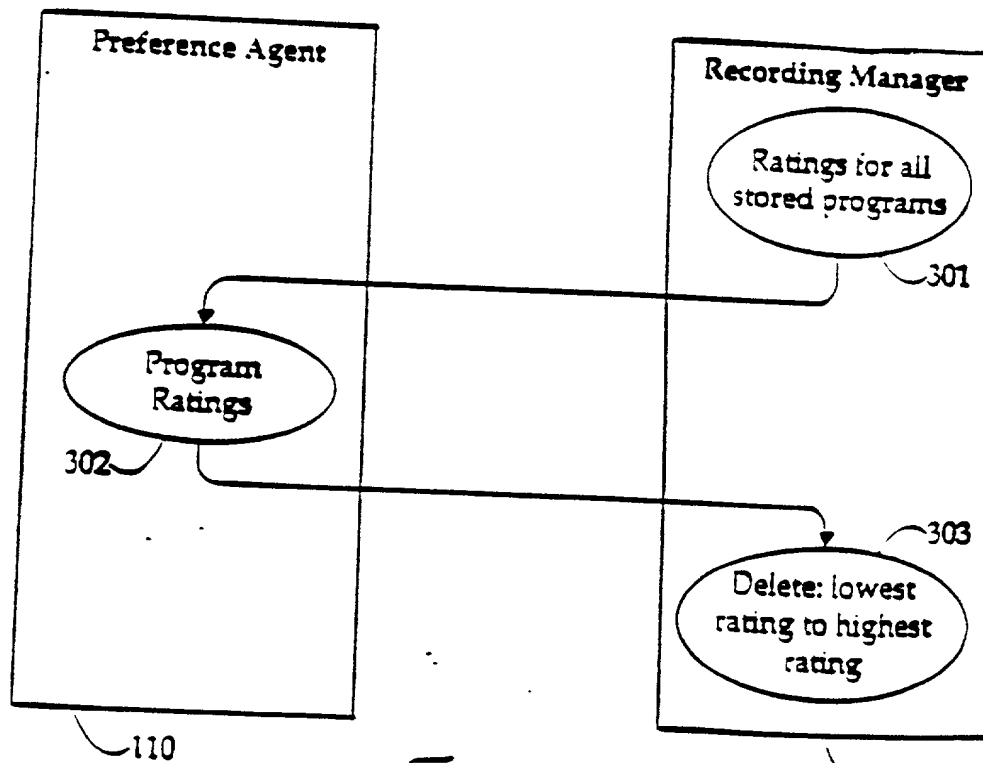 Preference Agent
Recording Manager
Ratings for all
stored programs
301
Program
Ratings
302
303
Delete: lowest
rating to highest
rating
110